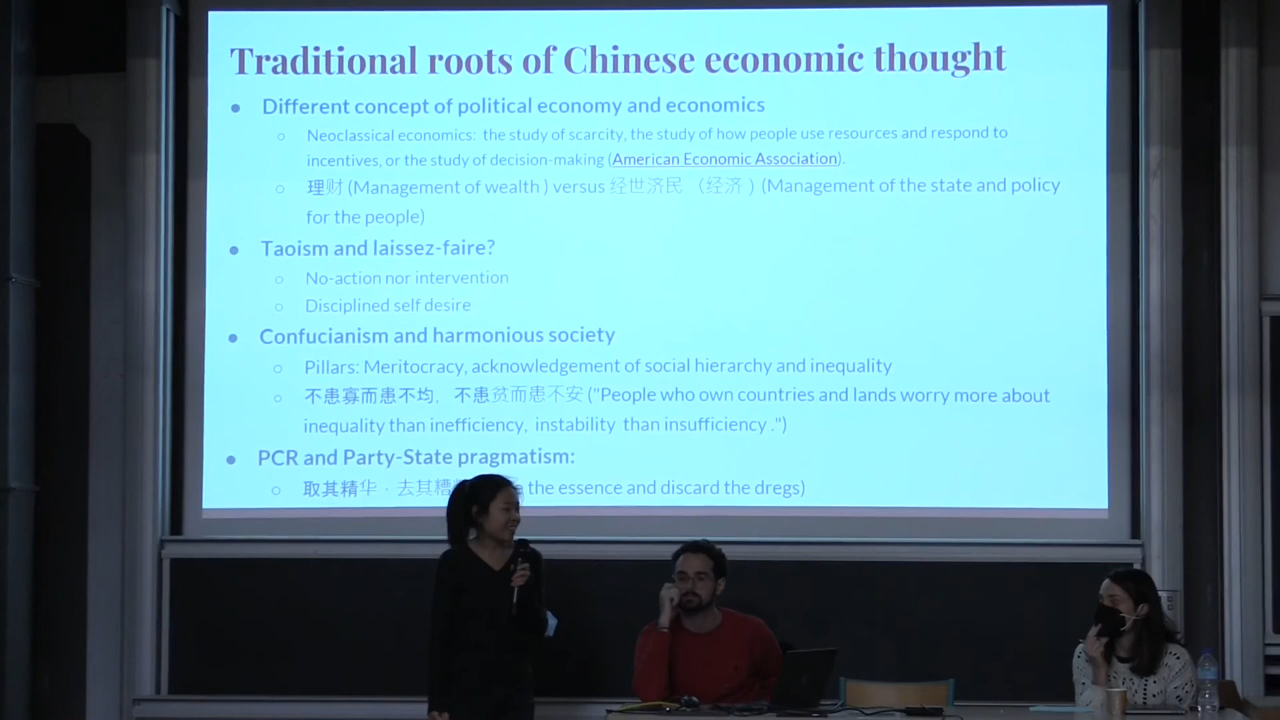 Traditional roots of Chinese economic thought
● Different concept of political economy and economics
○ Neoclassical economics: the study of scarcity, the study of how people use resources and respond to
incentives, or the study of decision-making (American Economic Association).
○ 理财 (Management of wealth ) versus 经世济民 （经济 ) (Management of the state and policy
for the people)
● Taoism and laissez-faire?
○ No-action nor intervention
○ Disciplined self desire
● Confucianism and harmonious society
○ Pillars: Meritocracy, acknowledgement of social hierarchy and inequality
○ 不患寡而患不均，不患贫而患不安 ("People who own countries and lands worry more about
inequality than inefficiency, instability than insufficiency .")
● PCR and Party-State pragmatism:
○ 取其精华 · 去其糟 the essence and discard the dregs)